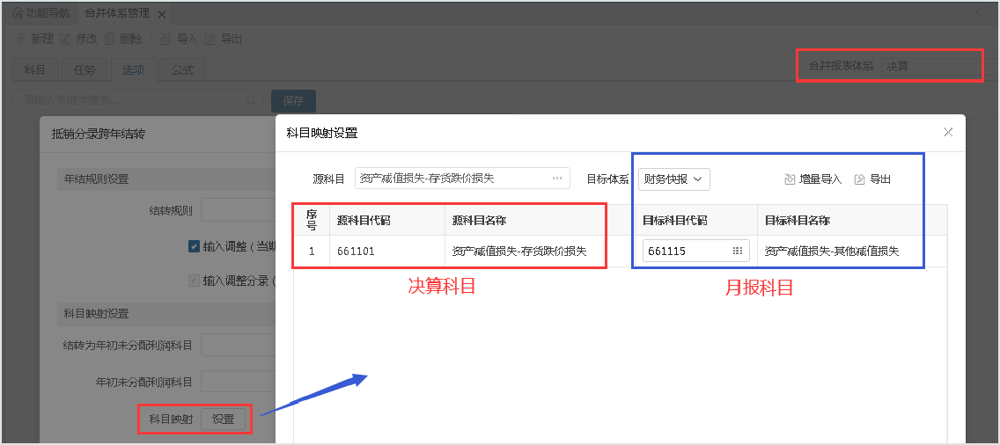 功能导航 合并体系管理
新建 修改 删除 导入 导出
科目 任务 选项 公式 合并报表体系 决算
请输入关键字搜索... 保存
抵销分录跨年结转
科目映射设置
年结规则设置
源科目 资产减值损失-存货跌价损失 ··· 目标体系 财务快报 增量导入 导出
结转规则
序号 源科目代码 源科目名称 目标科目代码 目标科目名称
输入调整（当期
1 661101 资产减值损失-存货跌价损失 661115 资产减值损失-其他减值损失
输入调整分录（
决算科目 月报科目
科目映射设置
结转为年初未分配利润科目
年初未分配利润科目
科目映射 设置